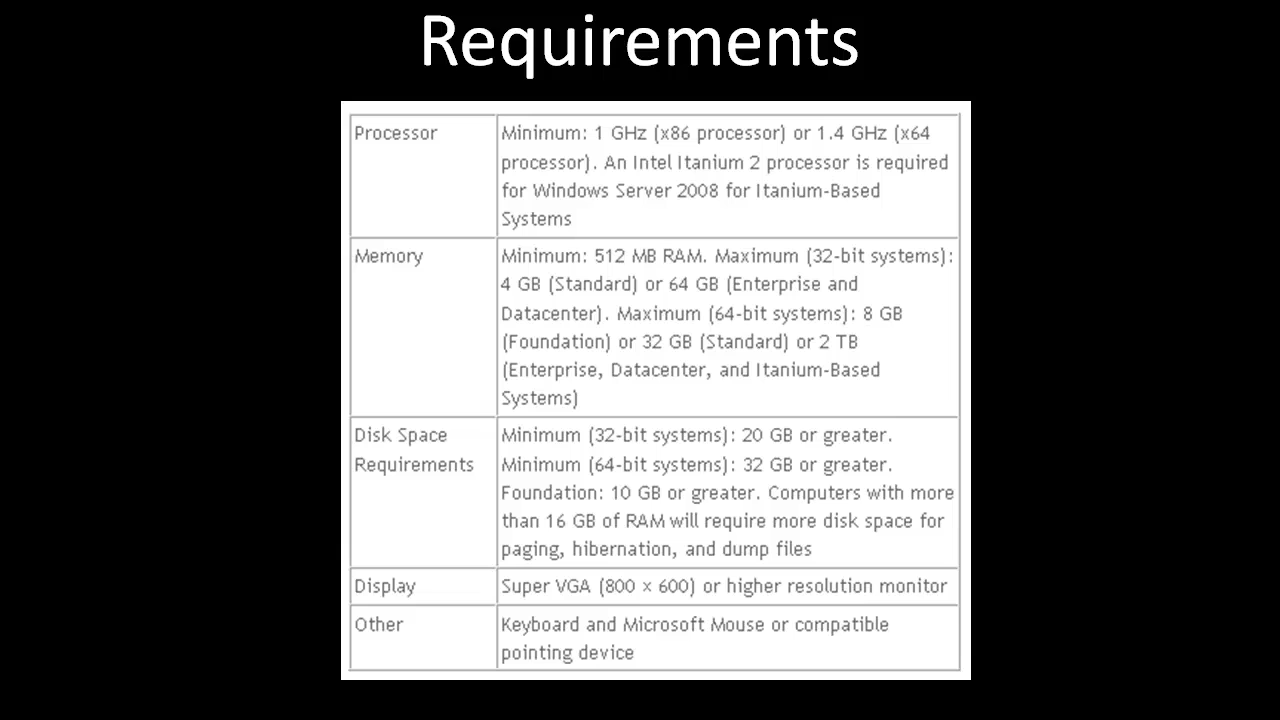 Requirements
Processor
Minimum: 1 GHz (x86 processor) or 1.4 GHz (x64
processor). An Intel Itanium 2 processor is required
for Windows Server 2008 for Itanium-Based
Systems
Memory
Minimum: 512 MB RAM. Maximum (32-bit systems):
4 GB (Standard) or 64 GB (Enterprise and
Datacenter). Maximum (64-bit systems): 8 GB
(Foundation) or 32 GB (Standard) or 2 TB
(Enterprise, Datacenter, and Itanium-Based
Systems)
Disk Space
Requirements
Minimum (32-bit systems): 20 GB or greater.
Minimum (64-bit systems): 32 GB or greater.
Foundation: 10 GB or greater. Computers with more
than 16 GB of RAM will require more disk space for
paging, hibernation, and dump files
Display
Super VGA (800 × 600) or higher resolution monitor
Other
Keyboard and Microsoft Mouse or compatible
pointing device